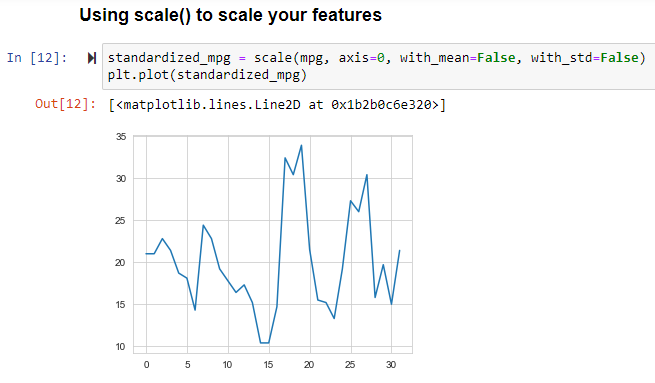 Using scale() to scale your features
In [12]: standardized_mpg = scale(mpg, axis=0, with_mean=False, with_std=False)
plt.plot(standardized_mpg)
Out[12]: [<matplotlib.lines.Line2D at 0x1b2b0c6e320>]
35
30
25
20
15
10
0 5 10 15 20 25 30